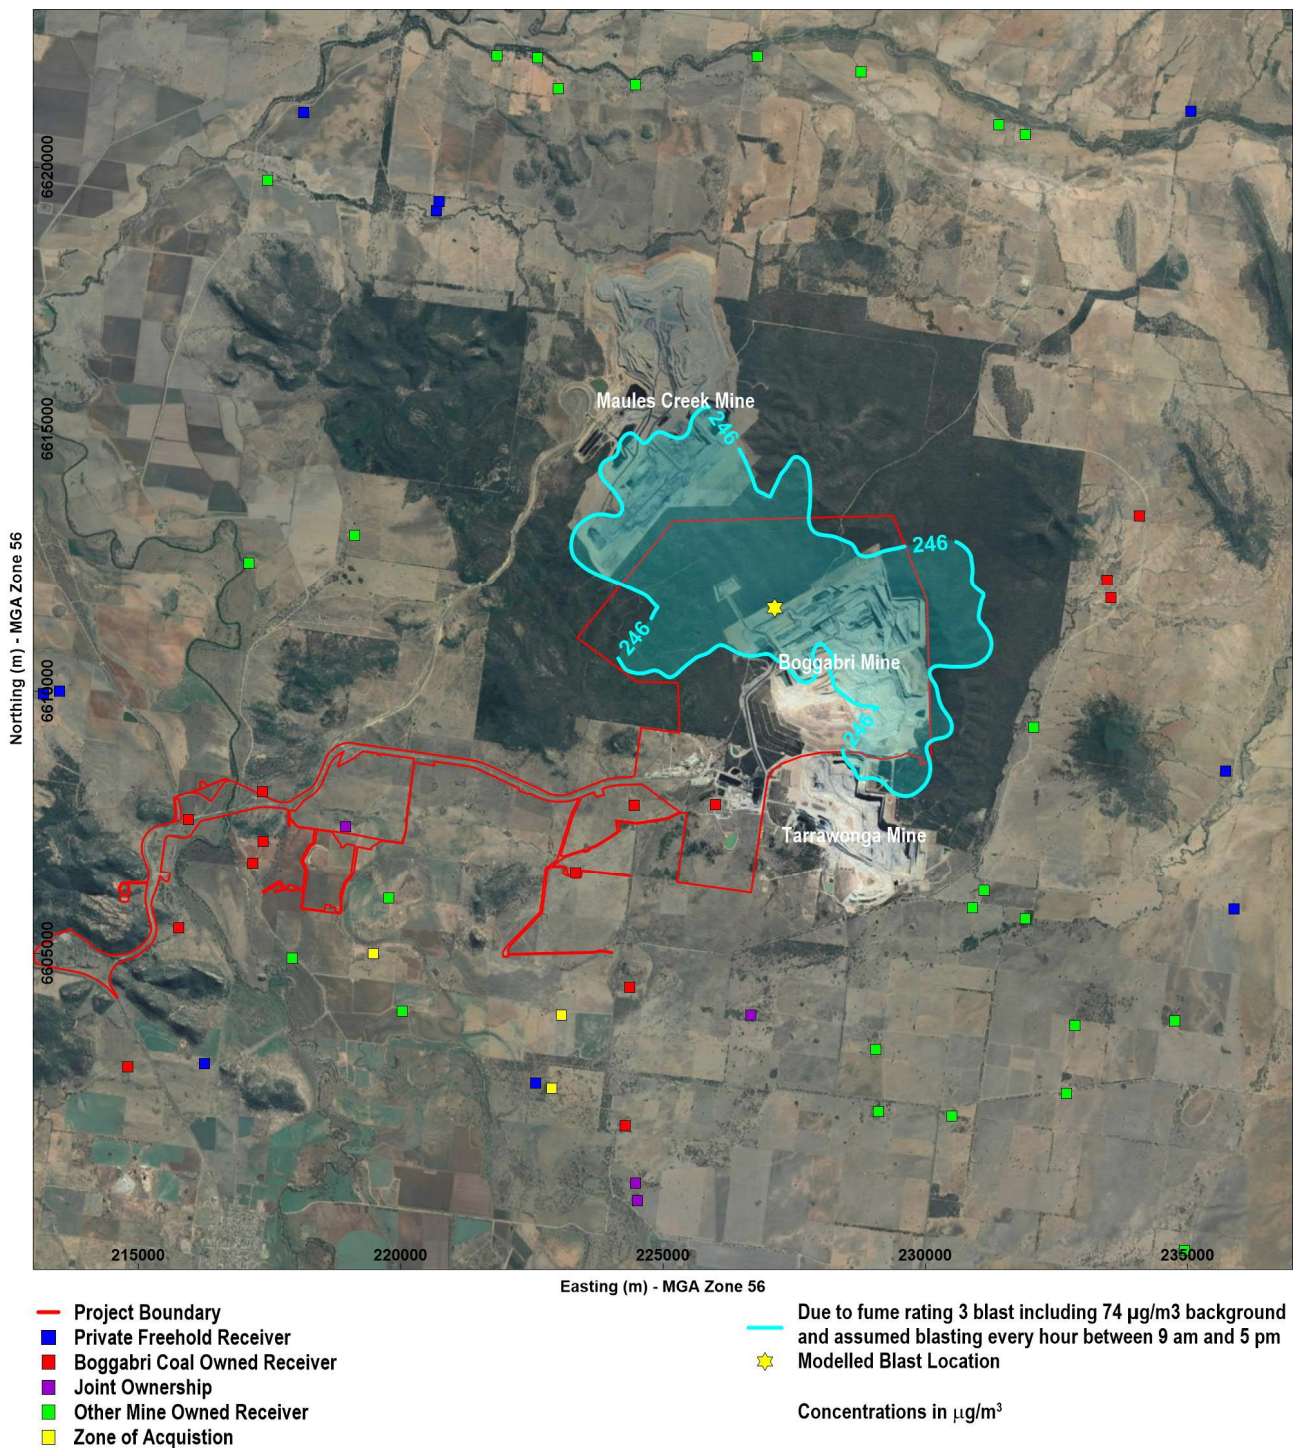 Northing (m) - MGA Zone 56
6620000
6615000
6610000
6605000
Maules Creek Mine
246
246
246
Boggabri Mine
246
Tarrawonga Mine
215000 220000 225000 230000 235000
Easting (m) - MGA Zone 56
Project Boundary
Private Freehold Receiver
Boggabri Coal Owned Receiver
Joint Ownership
Other Mine Owned Receiver
Zone of Acquistion
Due to fume rating 3 blast including 74 µg/m3 background
and assumed blasting every hour between 9 am and 5 pm
Modelled Blast Location
Concentrations in µg/m³